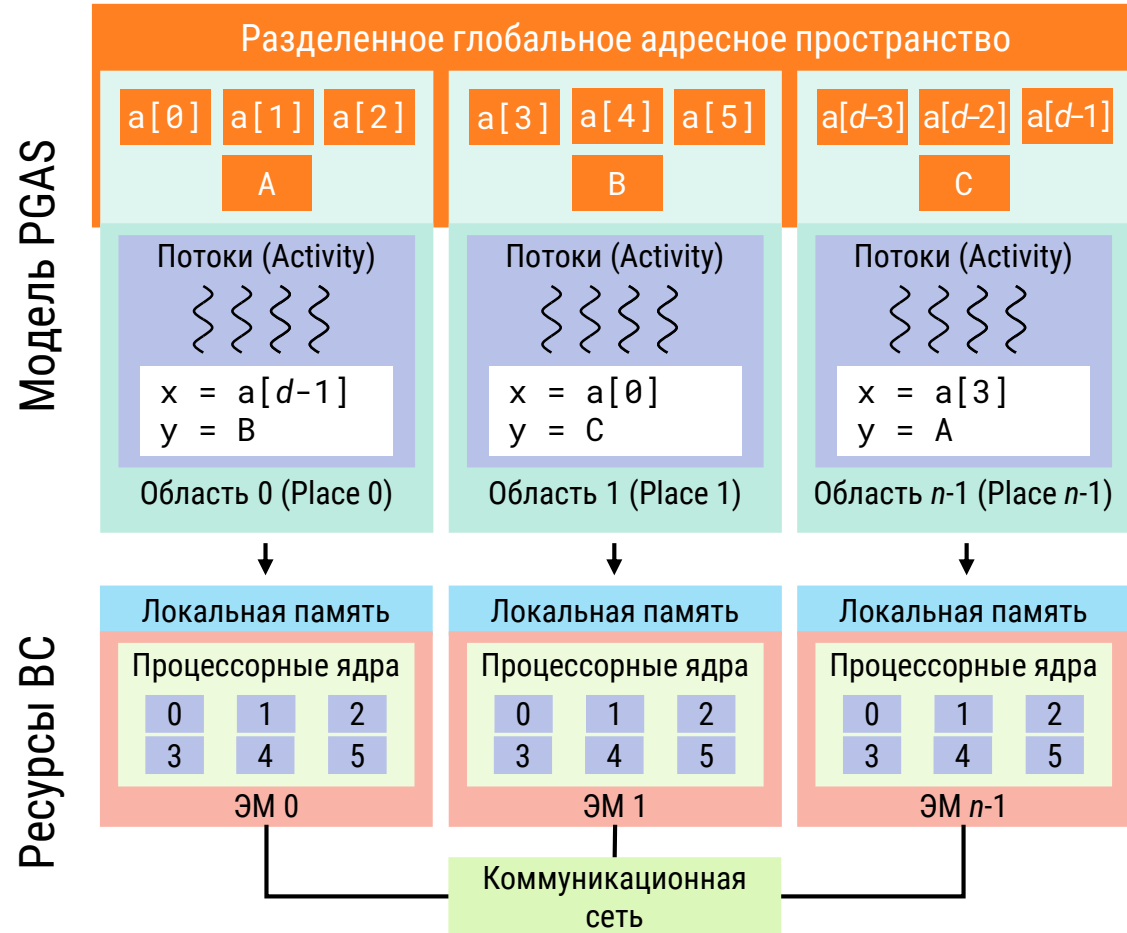 Модель PGAS
Разделенное глобальное адресное пространство
a[0] a[1] a[2]
A
a[3] a[4] a[5]
B
a[d-3] a[d-2] a[d-1]
C
Потоки (Activity)
x = a[d-1]
y = B
Область 0 (Place 0)
Потоки (Activity)
x = a[0]
y = C
Область 1 (Place 1)
Потоки (Activity)
x = a[3]
y = A
Область n-1 (Place n-1)
Ресурсы ВС
Локальная память
Процессорные ядра
0 1 2
3 4 5
ЭМ 0
Локальная память
Процессорные ядра
0 1 2
3 4 5
ЭМ 1
Локальная память
Процессорные ядра
0 1 2
3 4 5
ЭМ n-1
Коммуникационная
сеть